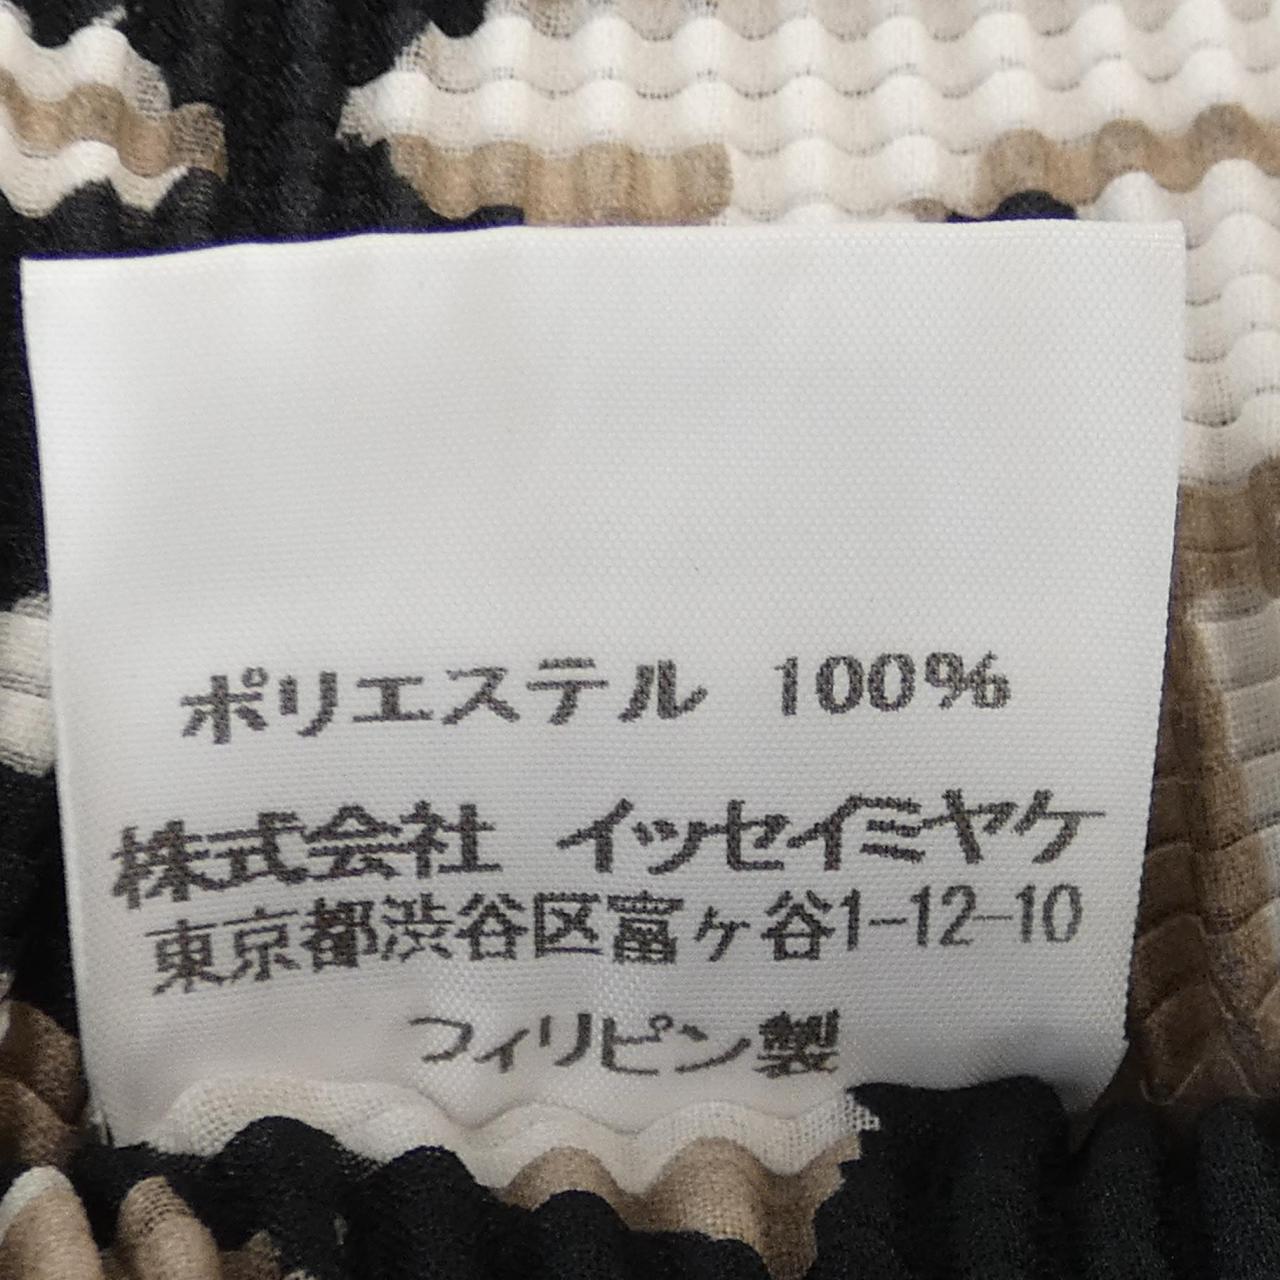 ポリエステル 100%
株式会社 イッセイミヤケ
東京都渋谷区富ヶ谷1-12-10
フィリピン製